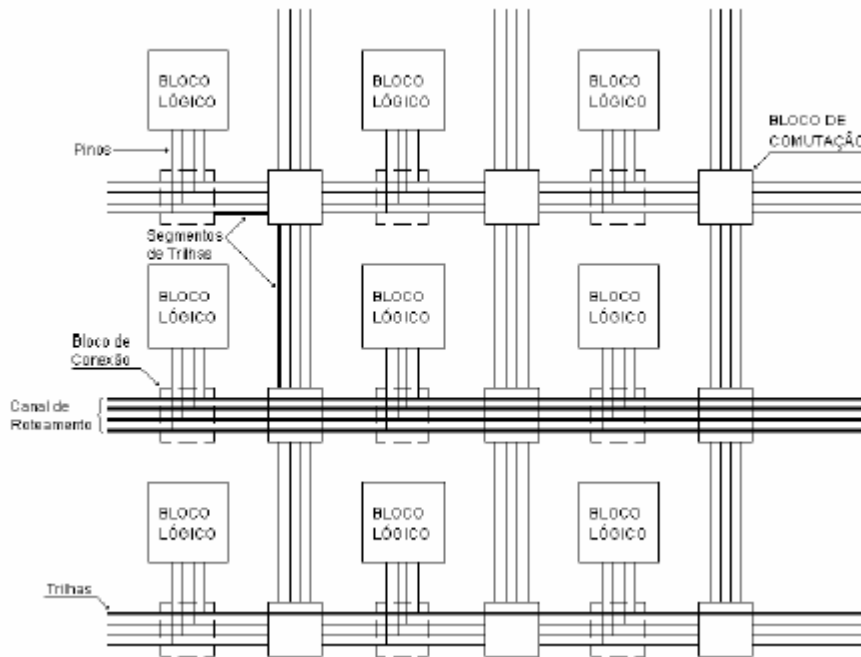 BLOCO
LÓGICO
BLOCO
LÓGICO
BLOCO
LÓGICO
BLOCO DE
COMUTAÇÃO
Pinos
Segmentos
de Trilhas
BLOCO
LÓGICO
BLOCO
LÓGICO
BLOCO
LÓGICO
Bloco de
Conexão
Canal de
Roteamento
BLOCO
LÓGICO
BLOCO
LÓGICO
BLOCO
LÓGICO
Trilhas